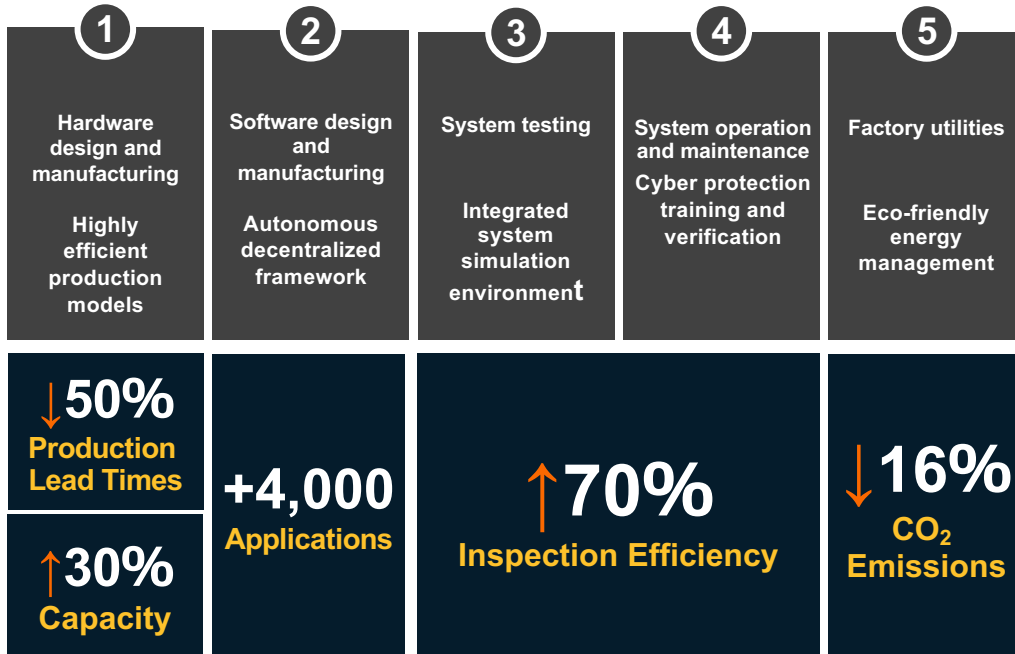 1
Hardware
design and
manufacturing
Highly
efficient
production
models
2
Software design
and
manufacturing
Autonomous
decentralized
framework
3
System testing
Integrated
system
simulation
environment
4
System operation
and maintenance
Cyber protection
training and
verification
5
Factory utilities
Eco-friendly
energy
management
↓50%
Production
Lead Times
↑30%
Capacity
+4,000
Applications
↑70%
Inspection Efficiency
↓16%
CO₂
Emissions